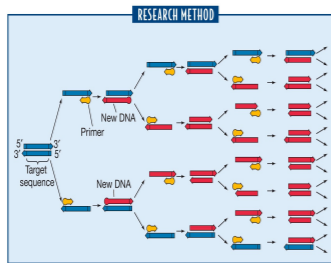 RESEARCH METHOD
New DNA
Primer
5' 3'
3' 5'
Target
sequence
New DNA